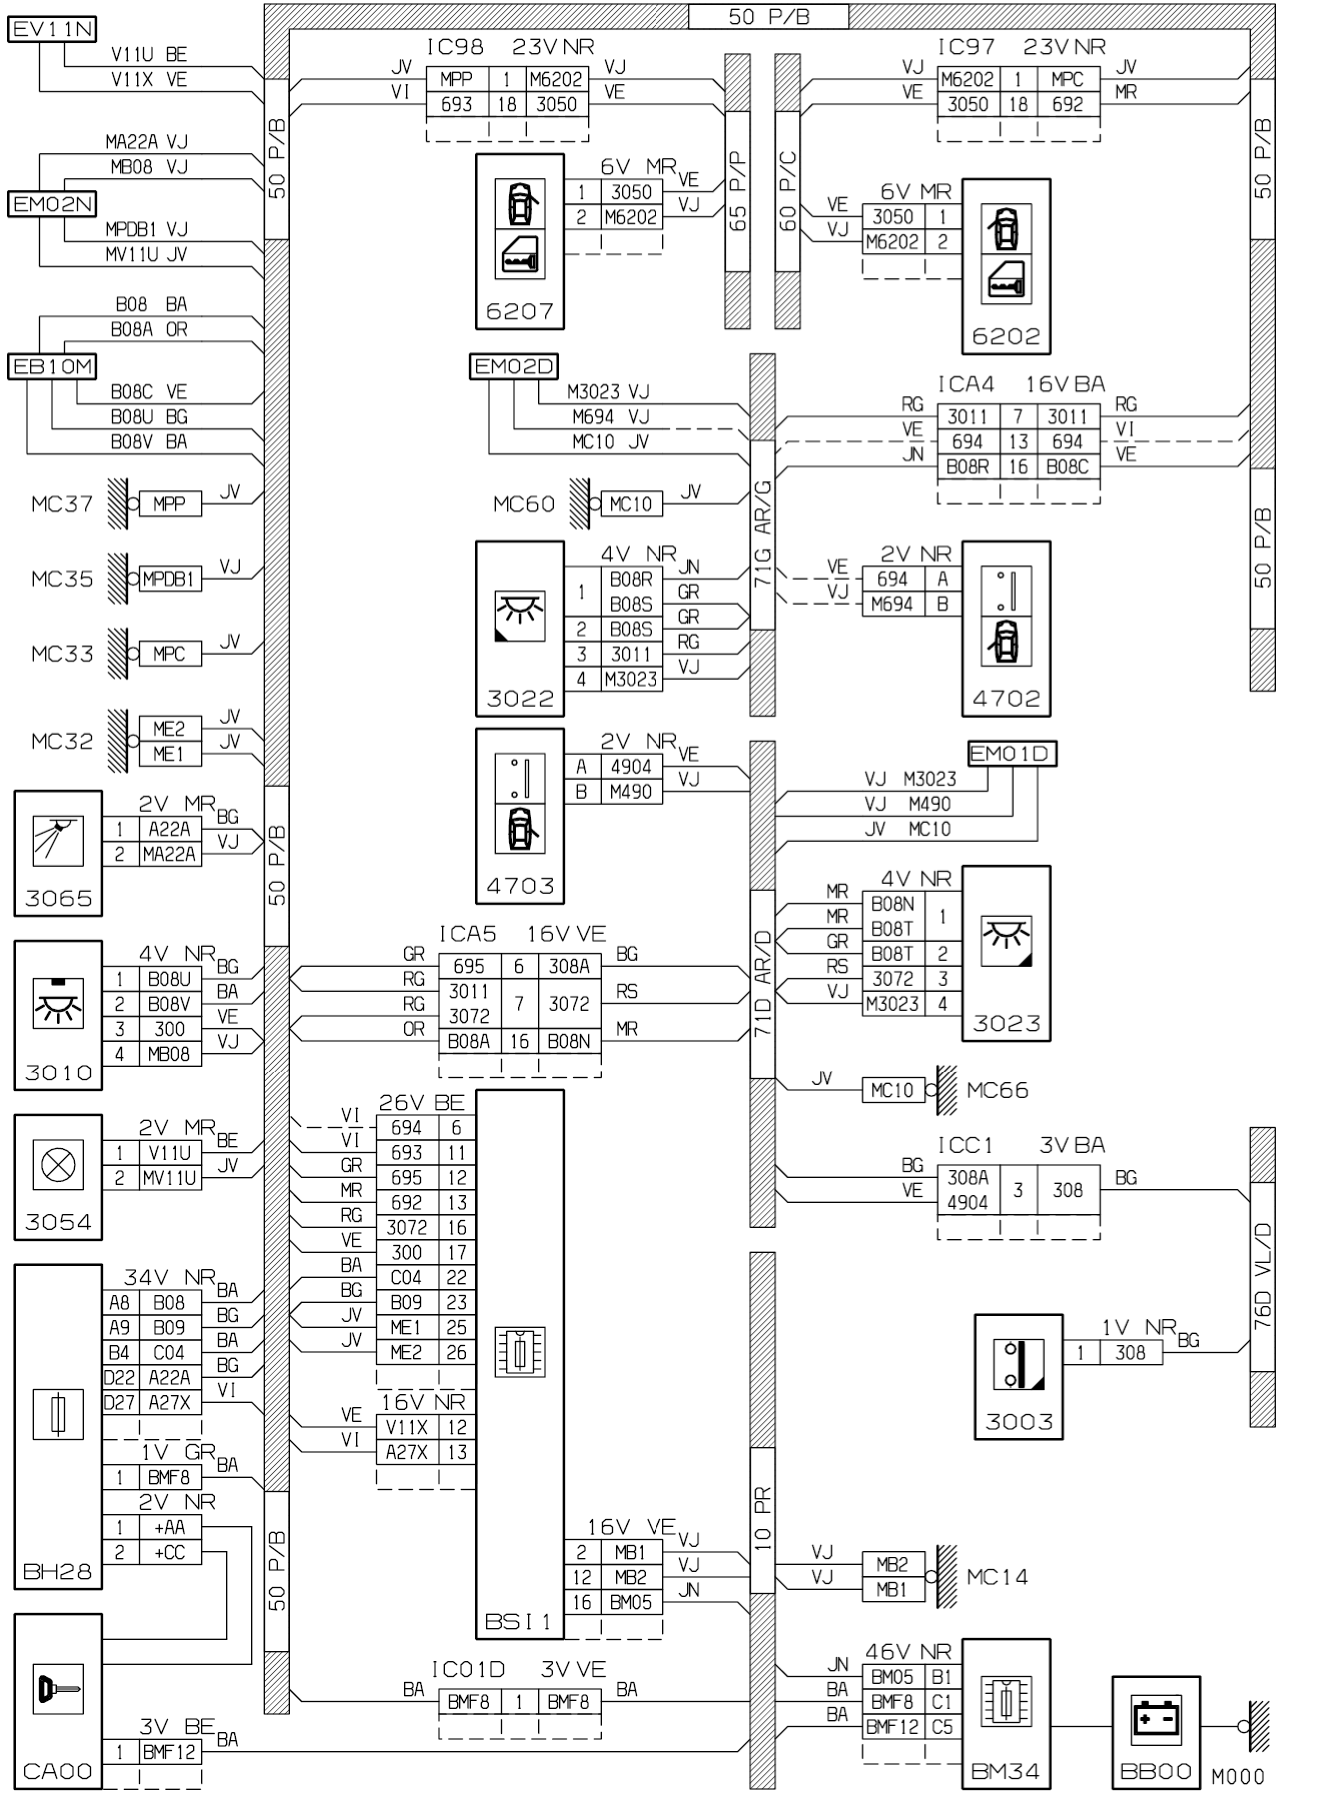 50 P/B
EV11N
V11U BE
V11X VE
MA22A VJ
MB08 VJ
EM02N
MPDB1 VJ
MV11U JV
B08 BA
B08A OR
EB10M
B08C VE
B08U BG
B08V BA
MC37 MPP JV
MC35 MPDB1 VJ
MC33 MPC JV
MC32 ME2 JV
ME1 JV
2V MR
1 A22A BG
2 MA22A VJ
3065
4V NR
1 B08U BG
2 B08V BA
3 300 VE
4 MB08 VJ
3010
2V MR
1 V11U BE
2 MV11U JV
3054
34V NR
A8 B08 BA
A9 B09 BG
B4 C04 BA
D22 A22A BG
D27 A27X VI
1V GR
1 BMF8 BA
2V NR
1 +AA
2 +CC
BH28
3V BE
1 BMF12 BA
CA00
50 P/B
50 P/B
50 P/B
IC98 23V NR
JV MPP 1 M6202 VJ
VI 693 18 3050 VE
6V MR
1 3050 VE
2 M6202 VJ
6207
65 P/P
60 P/C
IC97 23V NR
VJ M6202 1 MPC JV
VE 3050 18 692 MR
6V MR
VE 3050 1
VJ M6202 2
6202
50 P/B
EM02D
M3023 VJ
M694 VJ
MC10 JV
MC60 MC10 JV
4V NR
1 B08R JN
B08S GR
2 B08S GR
3 3011 RG
4 M3023 VJ
3022
71G AR/G
ICA4 16V BA
RG 3011 7 3011 RG
VE 694 13 694 VI
JN B08R 16 B08C VE
2V NR
VE 694 A
VJ M694 B
4702
50 P/B
2V NR
A 4904 VE
B M490 VJ
4703
EM01D
VJ M3023
VJ M490
JV MC10
4V NR
MR B08N 1
MR B08T
GR B08T 2
RS 3072 3
VJ M3023 4
3023
71D AR/D
ICA5 16V VE
GR 695 6 308A BG
RG 3011 7 3072 RS
RG 3072
OR B08A 16 B08N MR
JV MC10 MC66
26V BE
VI 694 6
VI 693 11
GR 695 12
MR 692 13
RG 3072 16
VE 300 17
BA C04 22
BG B09 23
JV ME1 25
JV ME2 26
16V NR
VE V11X 12
VI A27X 13
16V VE
2 MB1 VJ
12 MB2 VJ
16 BM05 JN
BSI1
ICC1 3V BA
BG 308A 3 308 BG
VE 4904
76D VL/D
1V NR
1 308 BG
3003
10 PR
VJ MB2
VJ MB1
MC14
IC01D 3V VE
BA BMF8 1 BMF8 BA
46V NR
JN BM05 B1
BA BMF8 C1
BA BMF12 C5
BM34
BB00
M000